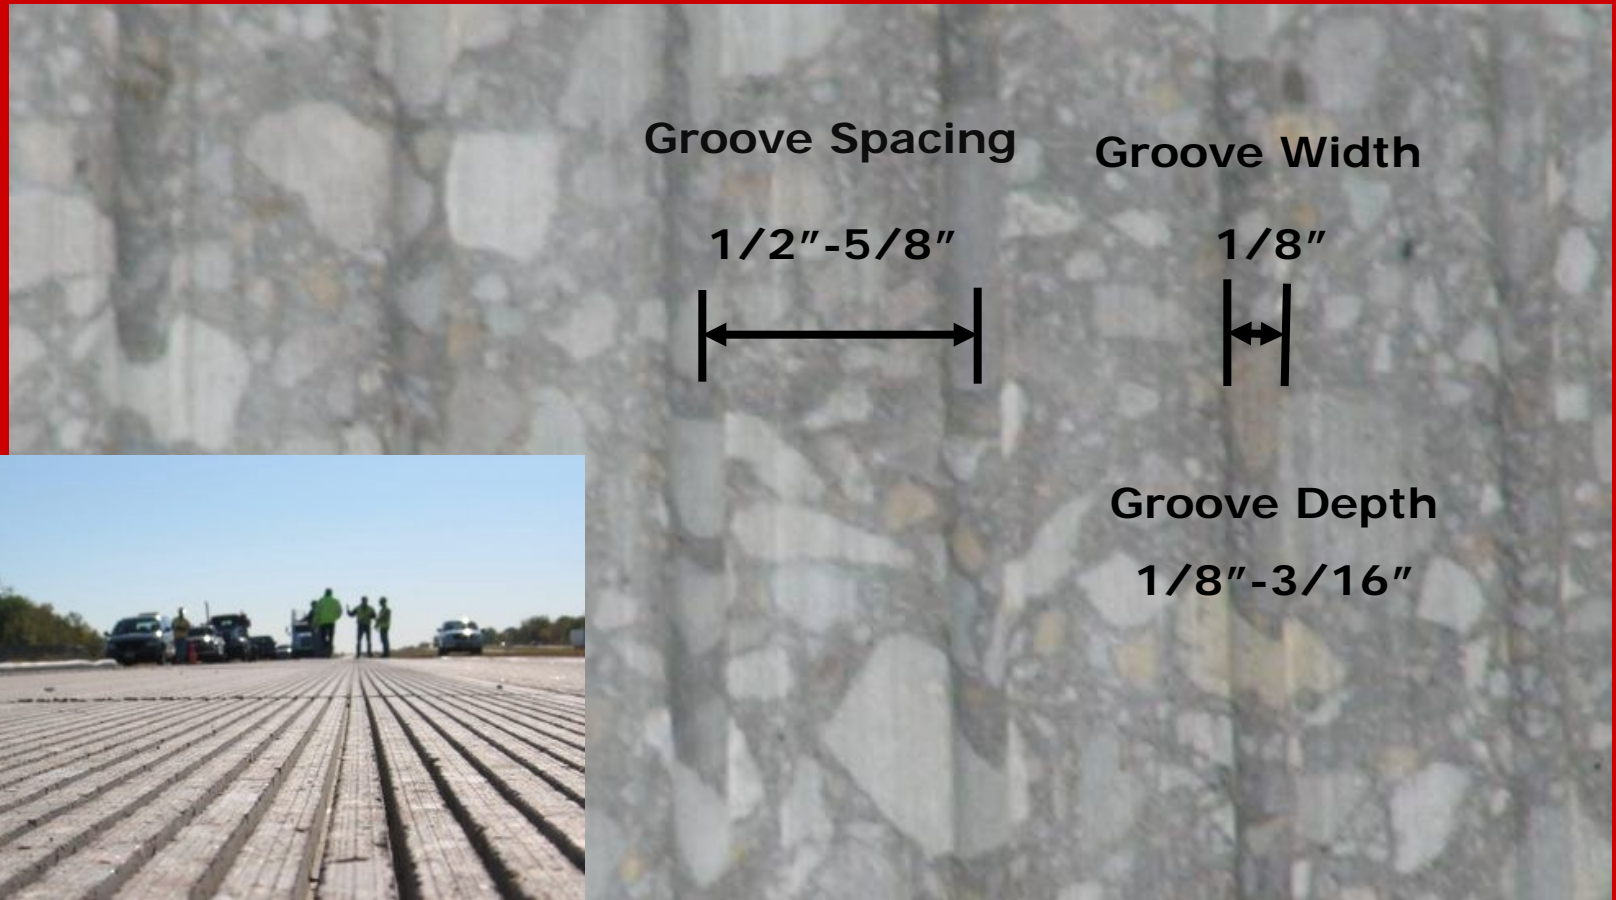 Groove Spacing
1/2”-5/8”
Groove Width
1/8”
Groove Depth
1/8”-3/16”